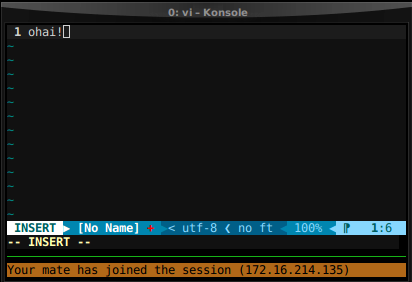 0: vi – Konsole
1 ohai!
~
~
~
~
~
~
~
~
~
~
~
~
~
INSERT [No Name] + < utf-8 < no ft 100% 1:6
-- INSERT --
Your mate has joined the session (172.16.214.135)